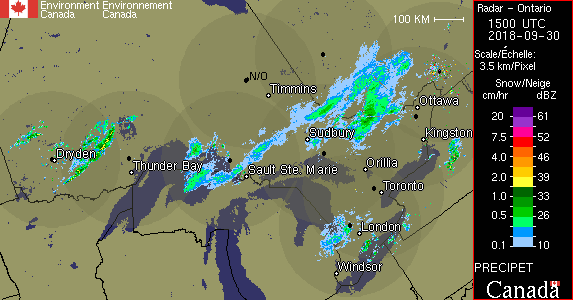 Environment Environnement
Canada Canada
100 KM
N/O
Timmins
Ottawa
Sudbury
Kingston
Dryden
Thunder Bay
Sault Ste. Marie
Orillia
Toronto
London
Windsor
Radar - Ontario
1500 UTC
2018-09-30
Scale/Échelle:
3.5 km/Pixel
Snow/Neige
cm/hr dBZ
20 61
7.5 52
4.0 46
2.0 39
1.0 33
0.5 26
0.1 10
PRECIPET
Canada